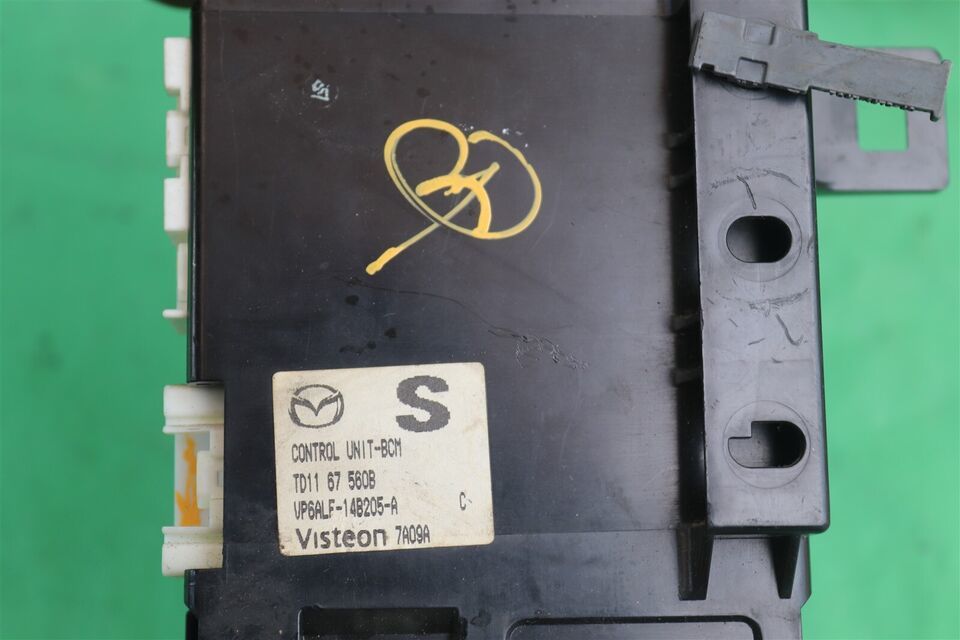 S
CONTROL UNIT-BCM
TD11 67 560B
VP6ALF-14B205-A C
Visteon 7A09A